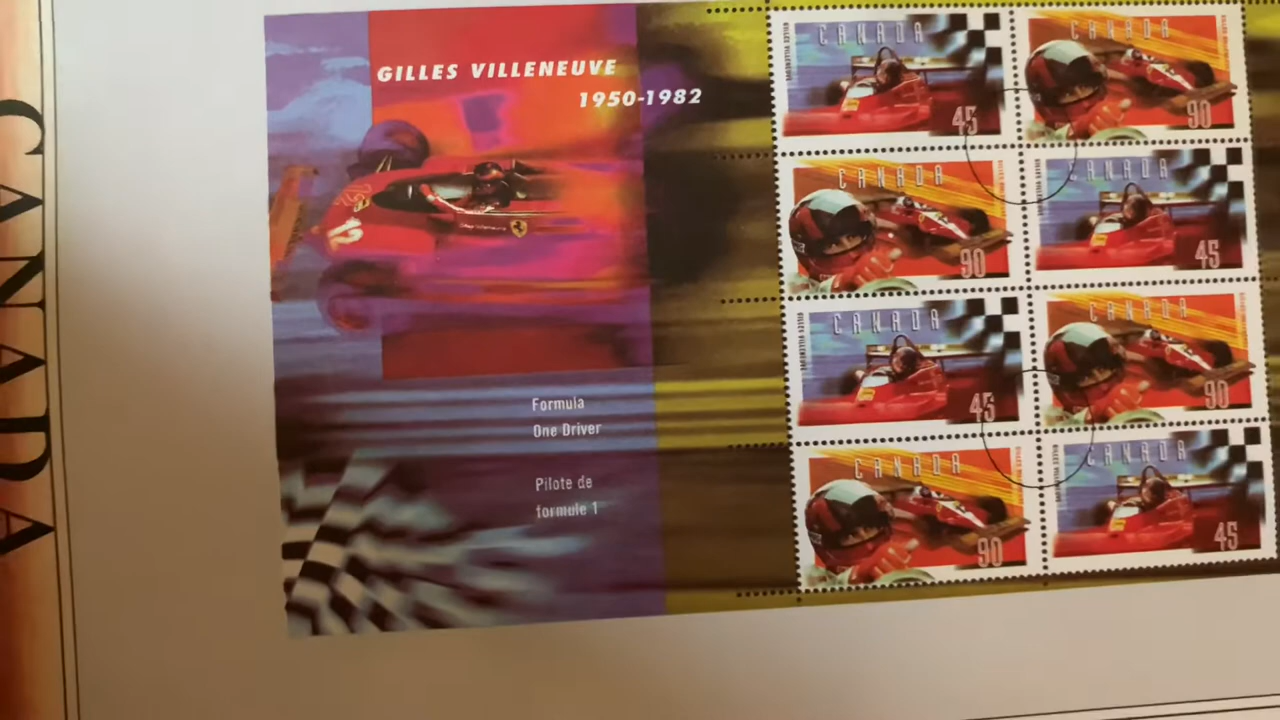 CANADA
GILLES VILLENEUVE
1950-1982
12
Formula
One Driver
Pilote de
formule 1
CANADA
45
CANADA
90
CANADA
90
CANADA
45
CANADA
45
CANADA
90
CANADA
90
CANADA
45